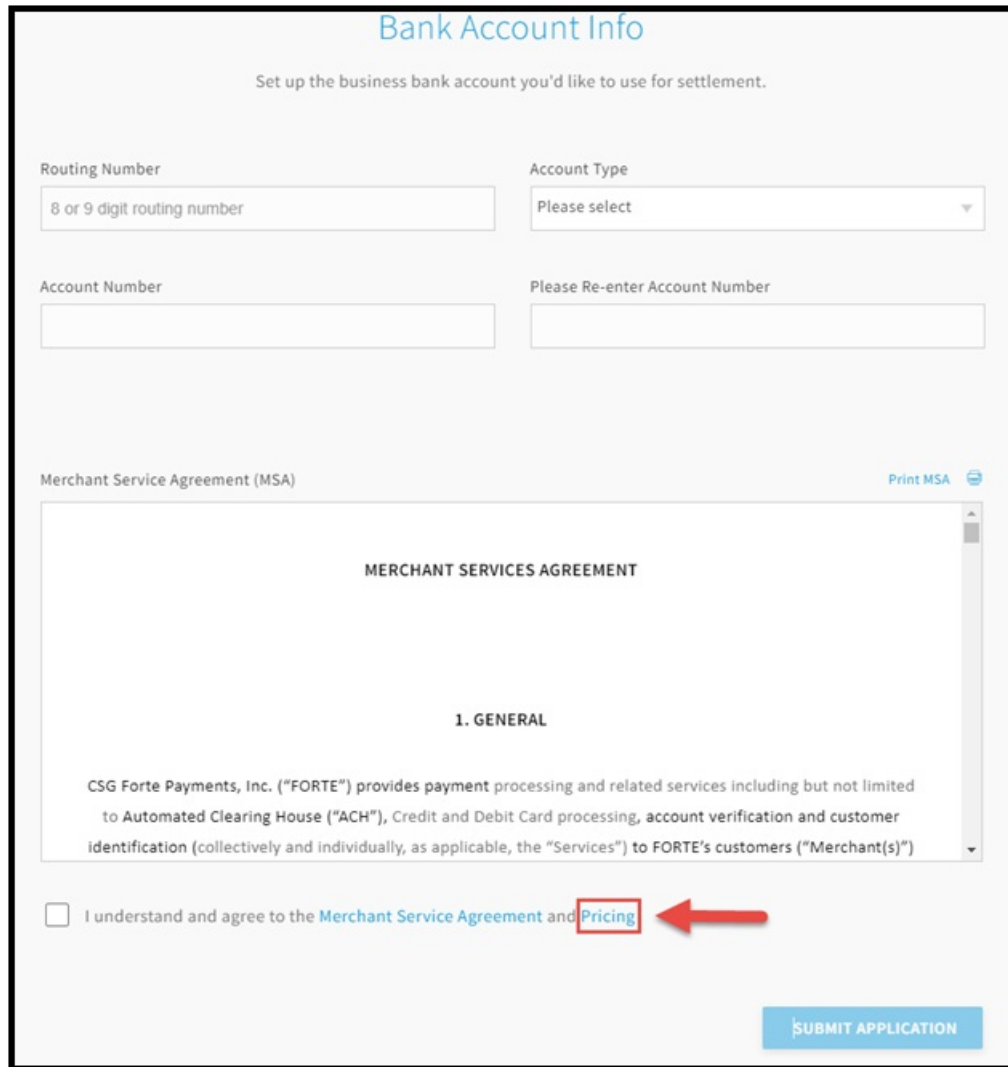 Bank Account Info
Set up the business bank account you'd like to use for settlement.
Routing Number
Account Type
8 or 9 digit routing number
Please select
Account Number
Please Re-enter Account Number
Merchant Service Agreement (MSA)
Print MSA
MERCHANT SERVICES AGREEMENT
1. GENERAL
CSG Forte Payments, Inc. (“FORTE”) provides payment processing and related services including but not limited
to Automated Clearing House (“ACH”), Credit and Debit Card processing, account verification and customer
identification (collectively and individually, as applicable, the “Services”) to FORTE’s customers (“Merchant(s)”)
I understand and agree to the Merchant Service Agreement and Pricing
SUBMIT APPLICATION